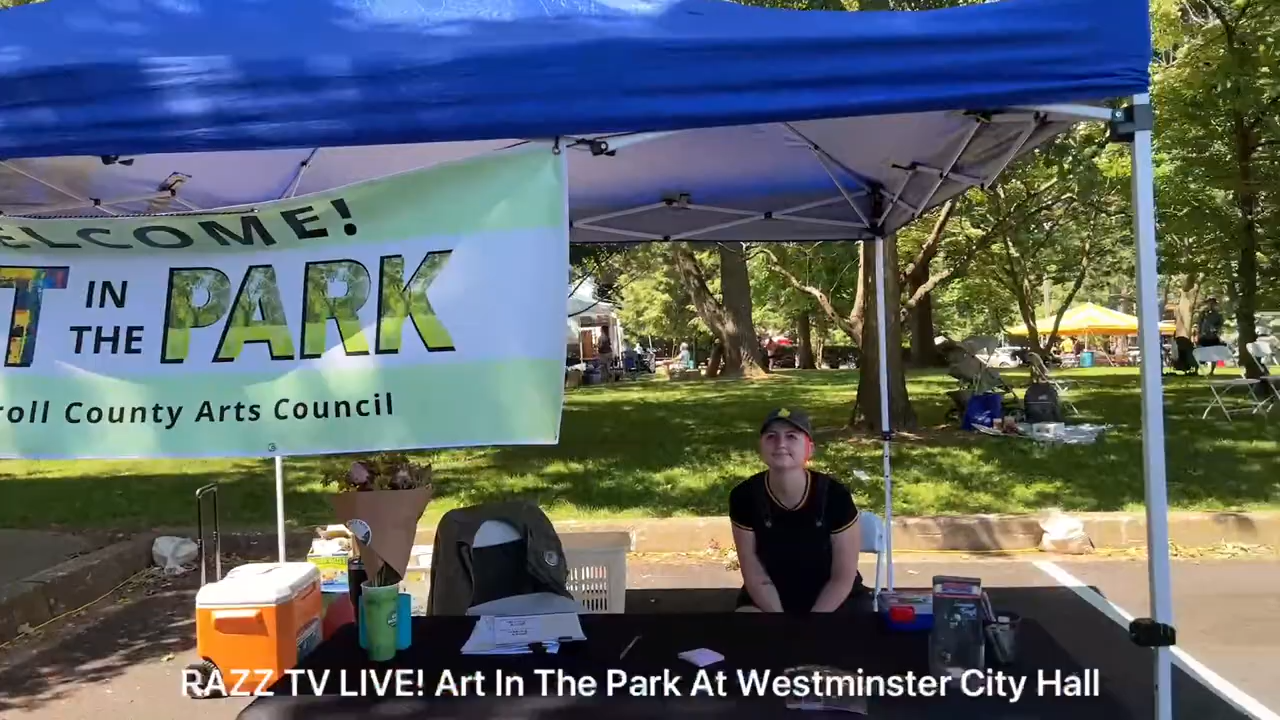 ELCOME!
T IN THE PARK
roll County Arts Council
RAZZ TV LIVE! Art In The Park At Westminster City Hall